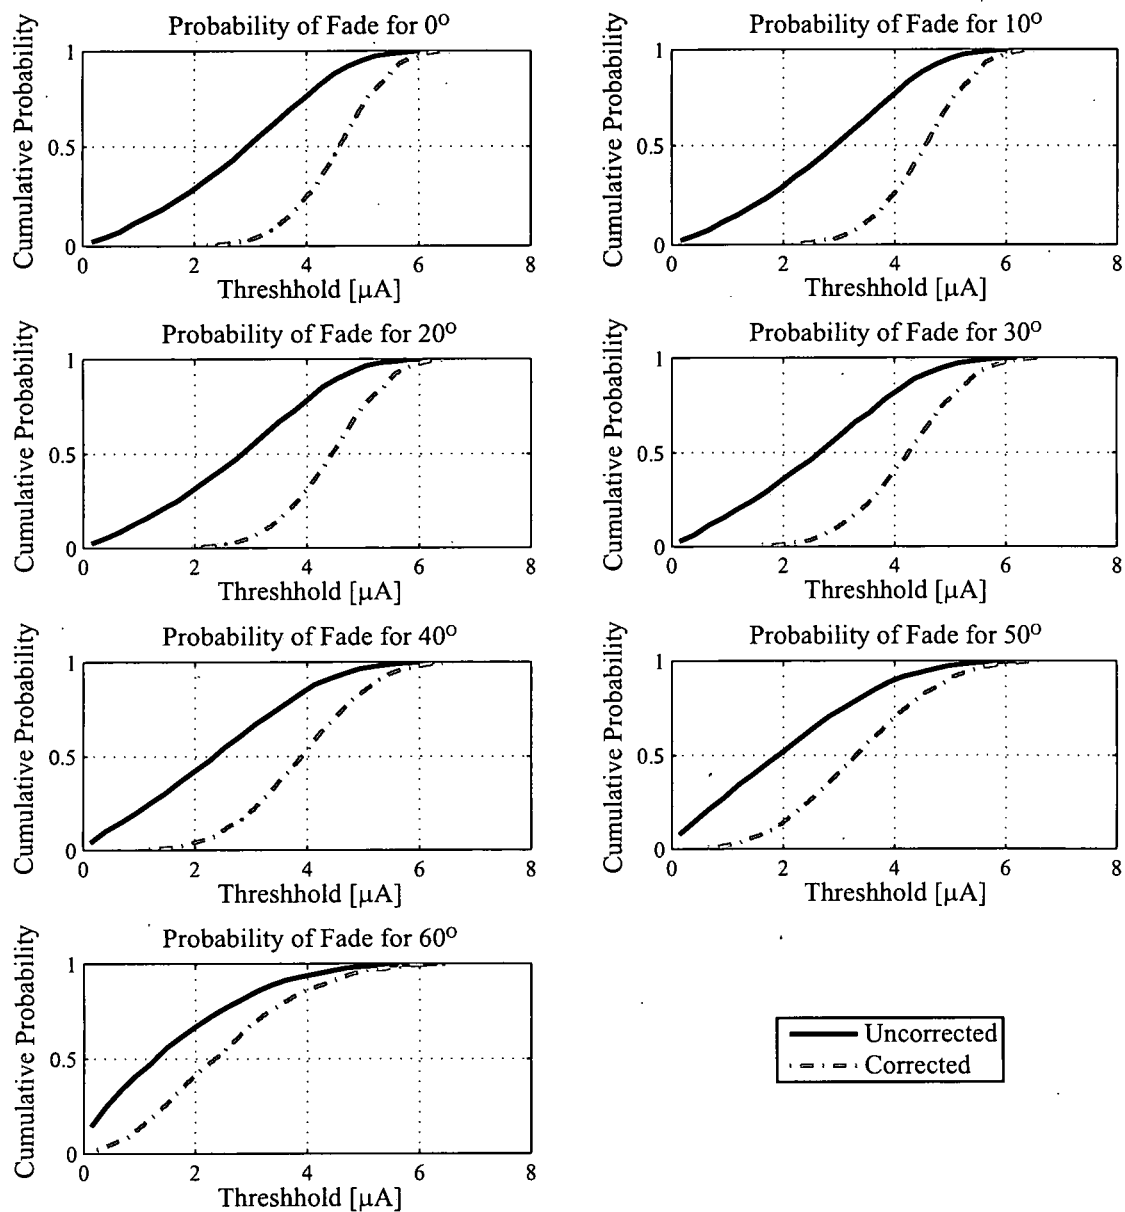 Probability of Fade for 0°
Cumulative Probability
1
0.5
0
0 2 4 6 8
Threshhold [μA]
Probability of Fade for 10°
Cumulative Probability
1
0.5
0
0 2 4 6 8
Threshhold [μA]
Probability of Fade for 20°
Cumulative Probability
1
0.5
0
0 2 4 6 8
Threshhold [μA]
Probability of Fade for 30°
Cumulative Probability
1
0.5
0
0 2 4 6 8
Threshhold [μA]
Probability of Fade for 40°
Cumulative Probability
1
0.5
0
0 2 4 6 8
Threshhold [μA]
Probability of Fade for 50°
Cumulative Probability
1
0.5
0
0 2 4 6 8
Threshhold [μA]
Probability of Fade for 60°
Cumulative Probability
1
0.5
0
0 2 4 6 8
Threshhold [μA]
Uncorrected
Corrected